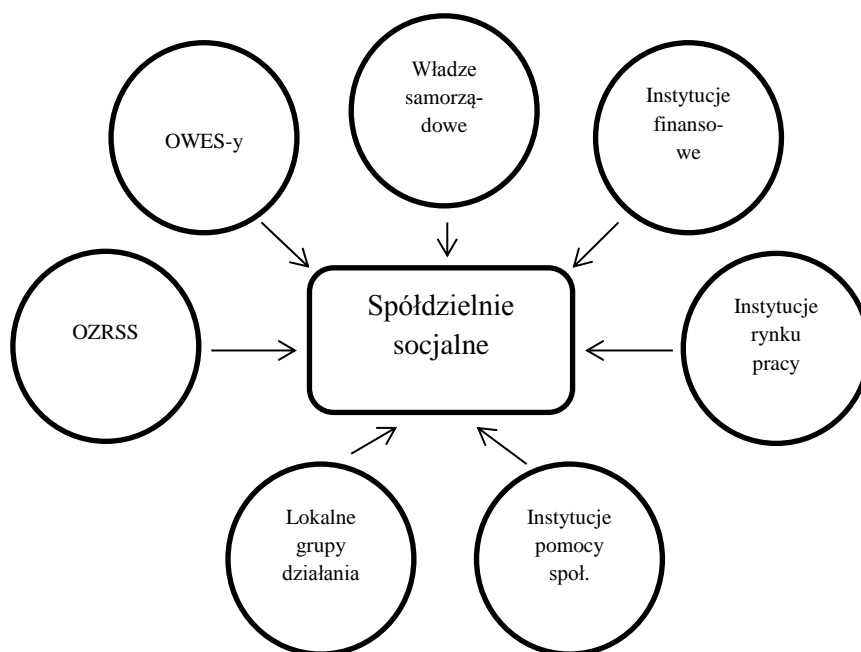 Władze
samorzą-
dowe
OWES-y
Instytucje
finanso-
we
OZRSS
Spółdzielnie
socjalne
Instytucje
rynku
pracy
Lokalne
grupy
działania
Instytucje
pomocy
społ.